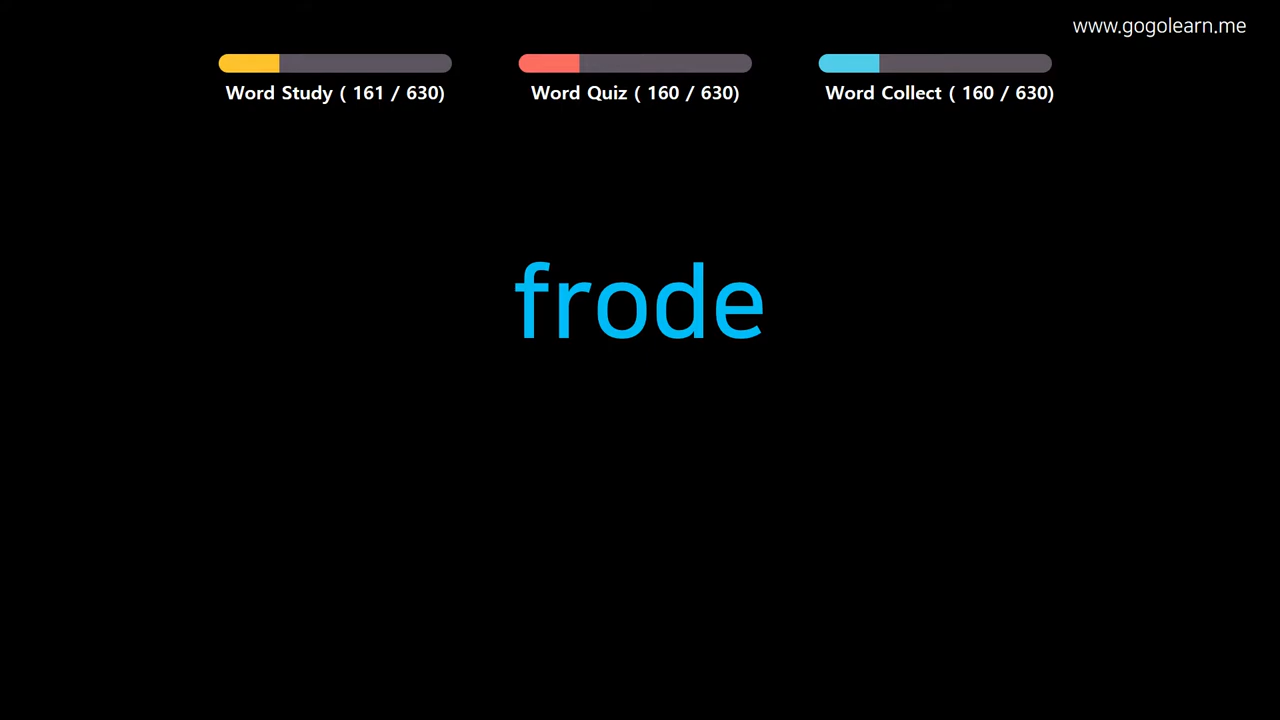 www.gogolearn.me
Word Study ( 161 / 630)
Word Quiz ( 160 / 630)
Word Collect ( 160 / 630)
frode